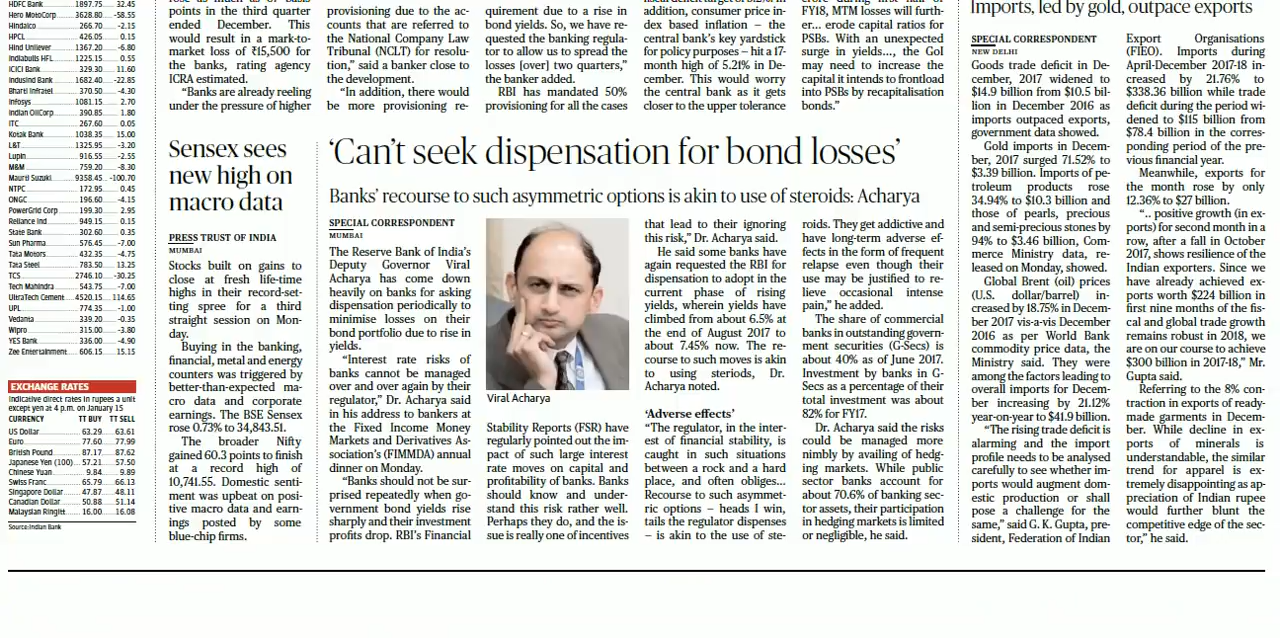 HDFC Bank 1897.75 32.45
Hero MotoCorp 3628.80 -58.55
Hindalco 266.70 -2.15
HPCL 426.05 0.15
Hind Unilever 1367.20 -6.80
Indiabulls HFL 1225.15 0.55
ICICI Bank 329.30 11.60
Indusind Bank 1682.40 -22.85
Bharti Infratel 370.50 -4.30
Infosys 1081.15 2.70
Indian OilCorp 390.85 1.80
ITC 267.60 0.05
Kotak Bank 1038.35 15.00
L&T 1325.95 -3.20
Lupin 916.55 -2.55
M&M 759.20 -8.30
Maruti Suzuki 9358.45 -100.70
NTPC 172.95 0.45
ONGC 196.60 -4.15
PowerGrid Corp 199.30 2.95
Reliance Ind 949.15 0.15
State Bank 302.60 0.35
Sun Pharma 576.45 -7.00
Tata Motors 432.35 -4.75
Tata Steel 783.50 13.25
TCS 2746.10 -30.25
Tech Mahindra 543.75 -7.00
UltraTech Cement 4520.15 114.65
UPL 774.35 -1.00
Vedanta 339.20 -0.35
Wipro 315.00 -3.80
YES Bank 336.00 -4.90
Zee Entertainment 606.15 15.15
EXCHANGE RATES
Indicative direct rates in rupees a unit
except yen at 4 p.m. on January 15
CURRENCY TT BUY TT SELL
US Dollar 63.29 63.61
Euro 77.60 77.99
British Pound 87.17 87.62
Japanese Yen (100) 57.21 57.50
Chinese Yuan 9.84 9.89
Swiss Franc 65.79 66.13
Singapore Dollar 47.87 48.11
Canadian Dollar 50.88 51.14
Malaysian Ringitt 16.00 16.08
Source:Indian Bank
points in the third quarter
ended December. This
would result in a mark-to-
market loss of ₹15,500 for
the banks, rating agency
ICRA estimated.
“Banks are already reeling
under the pressure of higher
provisioning due to the ac-
counts that are referred to
the National Company Law
Tribunal (NCLT) for resolu-
tion,” said a banker close to
the development.
“In addition, there would
be more provisioning re-
quirement due to a rise in
bond yields. So, we have re-
quested the banking regula-
tor to allow us to spread the
losses [over] two quarters,”
the banker added.
RBI has mandated 50%
provisioning for all the cases
addition, consumer price in-
dex based inflation – the
central bank’s key yardstick
for policy purposes – hit a 17-
month high of 5.21% in De-
cember. This would worry
the central bank as it gets
closer to the upper tolerance
FY18, MTM losses will furth-
er... erode capital ratios for
PSBs. With an unexpected
surge in yields..., the GoI
may need to increase the
capital it intends to frontload
into PSBs by recapitalisation
bonds.”
Sensex sees
new high on
macro data
PRESS TRUST OF INDIA
MUMBAI
Stocks built on gains to
close at fresh life-time
highs in their record-set-
ting spree for a third
straight session on Mon-
day.
Buying in the banking,
financial, metal and energy
counters was triggered by
better-than-expected ma-
cro data and corporate
earnings. The BSE Sensex
rose 0.73% to 34,843.51.
The broader Nifty
gained 60.3 points to finish
at a record high of
10,741.55. Domestic senti-
ment was upbeat on posi-
tive macro data and earn-
ings posted by some
blue-chip firms.
‘Can’t seek dispensation for bond losses’
Banks’ recourse to such asymmetric options is akin to use of steroids: Acharya
SPECIAL CORRESPONDENT
MUMBAI
The Reserve Bank of India’s
Deputy Governor Viral
Acharya has come down
heavily on banks for asking
dispensation periodically to
minimise losses on their
bond portfolio due to rise in
yields.
“Interest rate risks of
banks cannot be managed
over and over again by their
regulator,” Dr. Acharya said
in his address to bankers at
the Fixed Income Money
Markets and Derivatives As-
sociation’s (FIMMDA) annual
dinner on Monday.
“Banks should not be sur-
prised repeatedly when go-
vernment bond yields rise
sharply and their investment
profits drop. RBI’s Financial
Viral Acharya
Stability Reports (FSR) have
regularly pointed out the im-
pact of such large interest
rate moves on capital and
profitability of banks. Banks
should know and under-
stand this risk rather well.
Perhaps they do, and the is-
sue is really one of incentives
that lead to their ignoring
this risk,” Dr. Acharya said.
He said some banks have
again requested the RBI for
dispensation to adopt in the
current phase of rising
yields, wherein yields have
climbed from about 6.5% at
the end of August 2017 to
about 7.45% now. The re-
course to such moves is akin
to using steriods, Dr.
Acharya noted.
‘Adverse effects’
“The regulator, in the inter-
est of financial stability, is
caught in such situations
between a rock and a hard
place, and often obliges...
Recourse to such asymmet-
ric options – heads I win,
tails the regulator dispenses
– is akin to the use of ste-
roids. They get addictive and
have long-term adverse ef-
fects in the form of frequent
relapse even though their
use may be justified to re-
lieve occasional intense
pain,” he added.
The share of commercial
banks in outstanding govern-
ment securities (G-Secs) is
about 40% as of June 2017.
Investment by banks in G-
Secs as a percentage of their
total investment was about
82% for FY17.
Dr. Acharya said the risks
could be managed more
nimbly by availing of hedg-
ing markets. While public
sector banks account for
about 70.6% of banking sec-
tor assets, their participation
in hedging markets is limited
or negligible, he said.
Imports, led by gold, outpace exports
SPECIAL CORRESPONDENT
NEW DELHI
Goods trade deficit in De-
cember, 2017 widened to
$14.9 billion from $10.5 bil-
lion in December 2016 as
imports outpaced exports,
government data showed.
Gold imports in Decem-
ber, 2017 surged 71.52% to
$3.39 billion. Imports of pe-
troleum products rose
34.94% to $10.3 billion and
those of pearls, precious
and semi-precious stones by
94% to $3.46 billion, Com-
merce Ministry data, re-
leased on Monday, showed.
Global Brent (oil) prices
(U.S. dollar/barrel) in-
creased by 18.75% in Decem-
ber 2017 vis-a-vis December
2016 as per World Bank
commodity price data, the
Ministry said. They were
among the factors leading to
overall imports for Decem-
ber increasing by 21.12%
year-on-year to $41.9 billion.
“The rising trade deficit is
alarming and the import
profile needs to be analysed
carefully to see whether im-
ports would augment dom-
estic production or shall
pose a challenge for the
same,” said G. K. Gupta, pre-
sident, Federation of Indian
Export Organisations
(FIEO). Imports during
April-December 2017-18 in-
creased by 21.76% to
$338.36 billion while trade
deficit during the period wi-
dened to $115 billion from
$78.4 billion in the corres-
ponding period of the pre-
vious financial year.
Meanwhile, exports for
the month rose by only
12.36% to $27 billion.
“.. positive growth (in ex-
ports) for second month in a
row, after a fall in October
2017, shows resilience of the
Indian exporters. Since we
have already achieved ex-
ports worth $224 billion in
first nine months of the fis-
cal and global trade growth
remains robust in 2018, we
are on our course to achieve
$300 billion in 2017-18,” Mr.
Gupta said.
Referring to the 8% con-
traction in exports of ready-
made garments in Decem-
ber. While decline in ex-
ports of minerals is
understandable, the similar
trend for apparel is ex-
tremely disappointing as ap-
preciation of Indian rupee
would further blunt the
competitive edge of the sec-
tor,” he said.